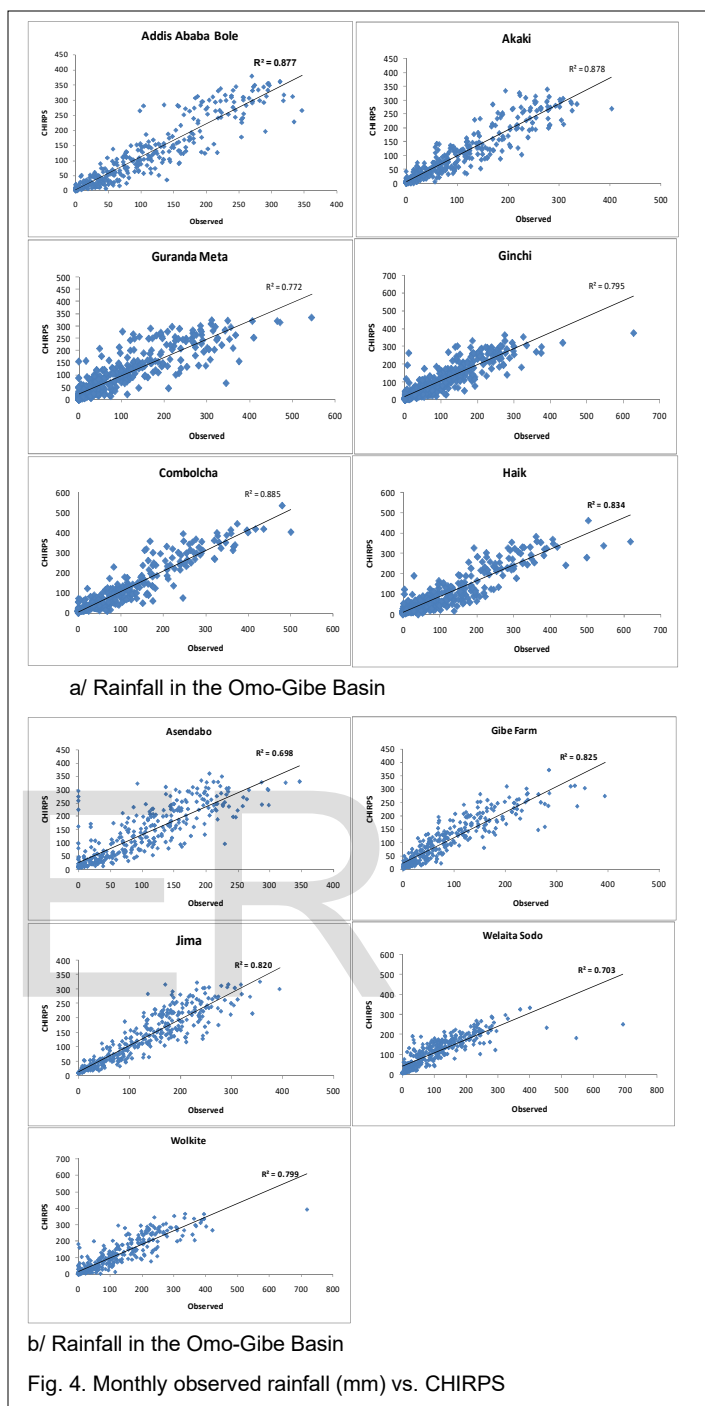 Addis Ababa Bole
R² = 0.877
CHIRPS
450
400
350
300
250
200
150
100
50
0
0 50 100 150 200 250 300 350 400
Observed
Akaki
R² = 0.878
CHIRPS
450
400
350
300
250
200
150
100
50
0
0 100 200 300 400 500
Observed
Guranda Meta
R² = 0.772
CHIRPS
500
450
400
350
300
250
200
150
100
50
0
0 100 200 300 400 500 600
Observed
Ginchi
R² = 0.795
CHIRPS
700
600
500
400
300
200
100
0
0 100 200 300 400 500 600 700
Observed
Combolcha
R² = 0.885
CHIRPS
600
500
400
300
200
100
0
0 100 200 300 400 500 600
Observed
Haik
R² = 0.834
CHIRPS
600
500
400
300
200
100
0
0 100 200 300 400 500 600 700
Observed
a/ Rainfall in the Omo-Gibe Basin
Asendabo
R² = 0.698
CHIRPS
450
400
350
300
250
200
150
100
50
0
0 50 100 150 200 250 300 350 400
Observed
Gibe Farm
R² = 0.825
CHIRPS
450
400
350
300
250
200
150
100
50
0
0 100 200 300 400 500
Observed
Jima
R² = 0.820
CHIRPS
400
350
300
250
200
150
100
50
0
0 100 200 300 400 500
Observed
Welaita Sodo
R² = 0.703
CHIRPS
600
500
400
300
200
100
0
0 100 200 300 400 500 600 700 800
Observed
Wolkite
R² = 0.799
CHIRPS
700
600
500
400
300
200
100
0
0 100 200 300 400 500 600 700 800
Observed
ER
b/ Rainfall in the Omo-Gibe Basin
Fig. 4. Monthly observed rainfall (mm) vs. CHIRPS